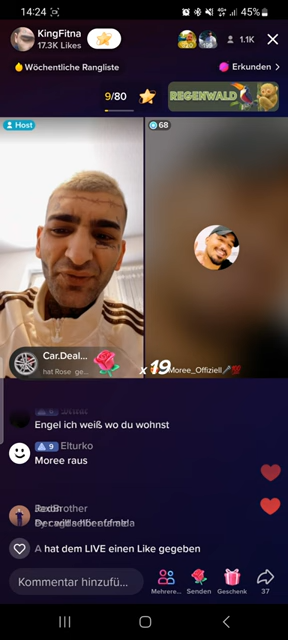 14:24
45%
KingFitna
17.3K Likes
1.1K
Wöchentliche Rangliste
Erkunden
9/80
REGENWALD
Host
68
Car.Deal...
hat Rose ge...
x 19
Moree_Offiziell
Engel ich weiß wo du wohnst
9 Elturko
Moree raus
A hat dem LIVE einen Like gegeben
Kommentar hinzufü...
Mehrere...
Senden
Geschenk
37